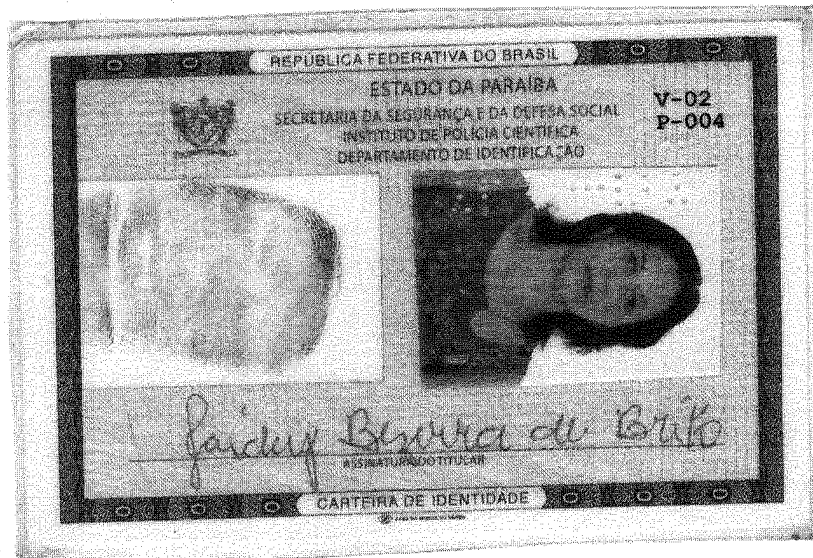 REPÚBLICA FEDERATIVA DO BRASIL
ESTADO DA PARAÍBA
SECRETARIA DA SEGURANÇA E DA DEFESA SOCIAL
INSTITUTO DE POLÍCIA CIENTÍFICA
DEPARTAMENTO DE IDENTIFICAÇÃO
V-02
P-004
Bezerra de Brito
ASSINATURA DO TITULAR
CARTEIRA DE IDENTIDADE